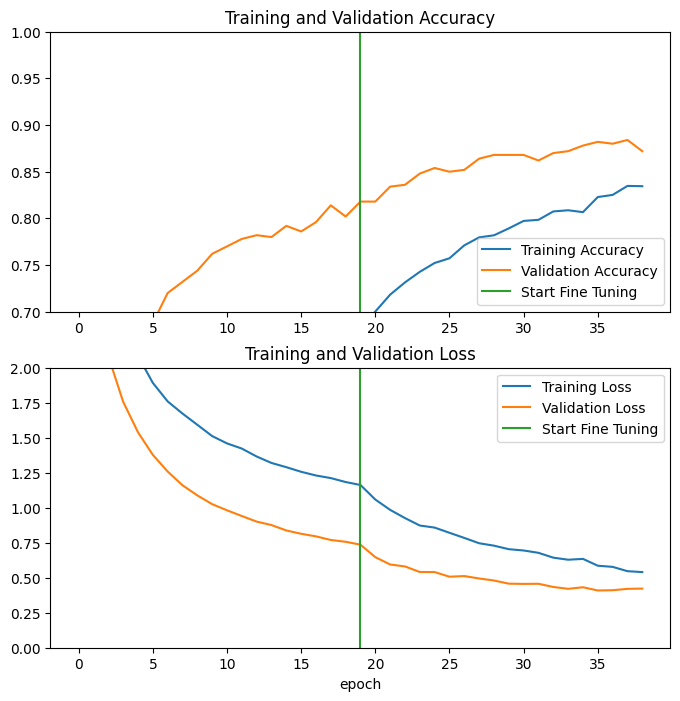 Training and Validation Accuracy
1.00
0.95
0.90
0.85
0.80
0.75
0.70
Training Accuracy
Validation Accuracy
Start Fine Tuning
0 5 10 15 20 25 30 35
Training and Validation Loss
2.00
1.75
1.50
1.25
1.00
0.75
0.50
0.25
0.00
Training Loss
Validation Loss
Start Fine Tuning
0 5 10 15 20 25 30 35
epoch